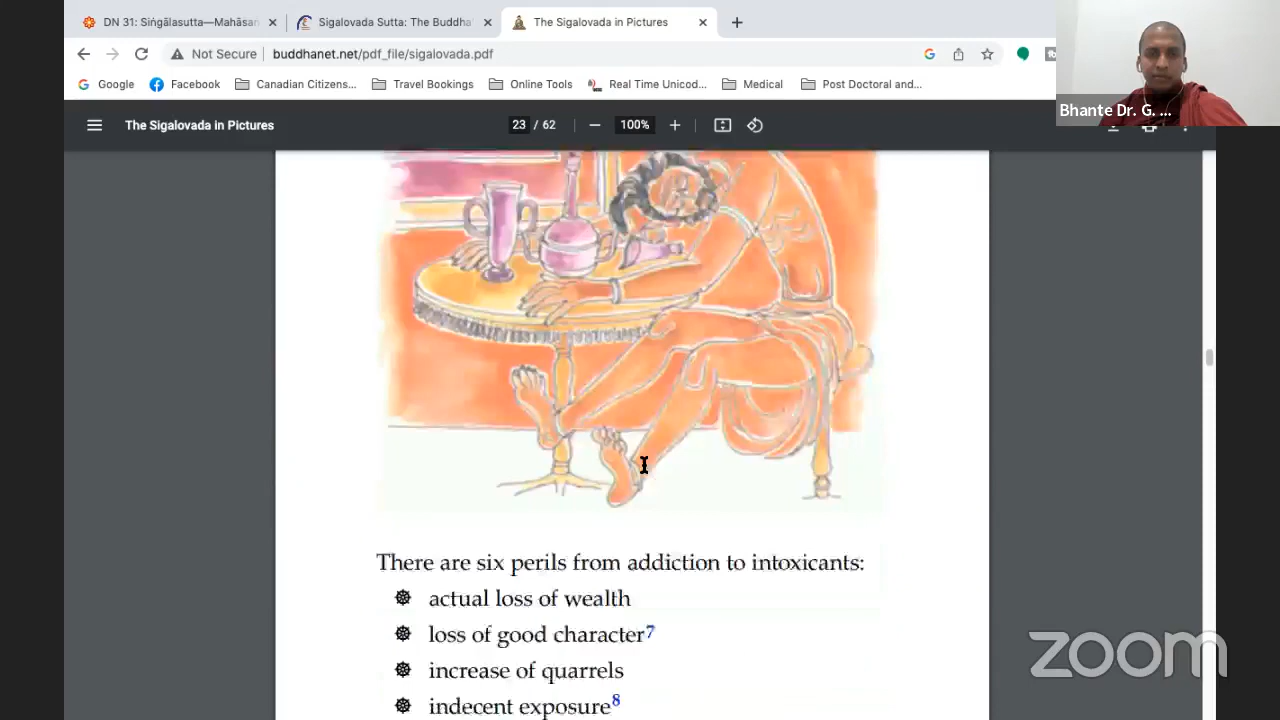 DN 31: Siṅgālasutta—Mahāsaṅ
Sigalovada Sutta: The Buddha'
The Sigalovada in Pictures
Not Secure
buddhanet.net/pdf_file/sigalovada.pdf
Google
Facebook
Canadian Citizens...
Travel Bookings
Online Tools
Real Time Unicod...
Medical
Post Doctoral and...
Bhante Dr. G. ...
The Sigalovada in Pictures
23 / 62
100%
There are six perils from addiction to intoxicants:
actual loss of wealth
loss of good character7
increase of quarrels
indecent exposure8
zoom